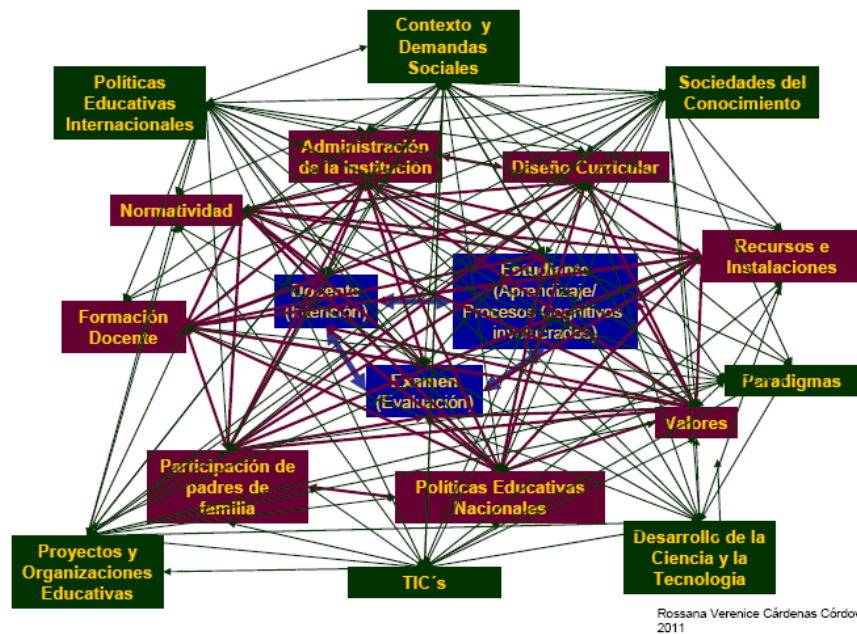 Contexto y
Demandas
Sociales
Políticas
Educativas
Internacionales
Sociedades del
Conocimiento
Administración
de la Institución
Diseño Curricular
Normatividad
Recursos e
Instalaciones
Docente
(Intención)
Estudiante
(Aprendizaje/
Procesos Cognitivos
involucrados)
Formación
Docente
Examen
(Evaluación)
Paradigmas
Valores
Participación de
padres de
familia
Políticas Educativas
Nacionales
Proyectos y
Organizaciones
Educativas
TIC´s
Desarrollo de la
Ciencia y la
Tecnología
Rossana Verenice Cárdenas Córdov
2011